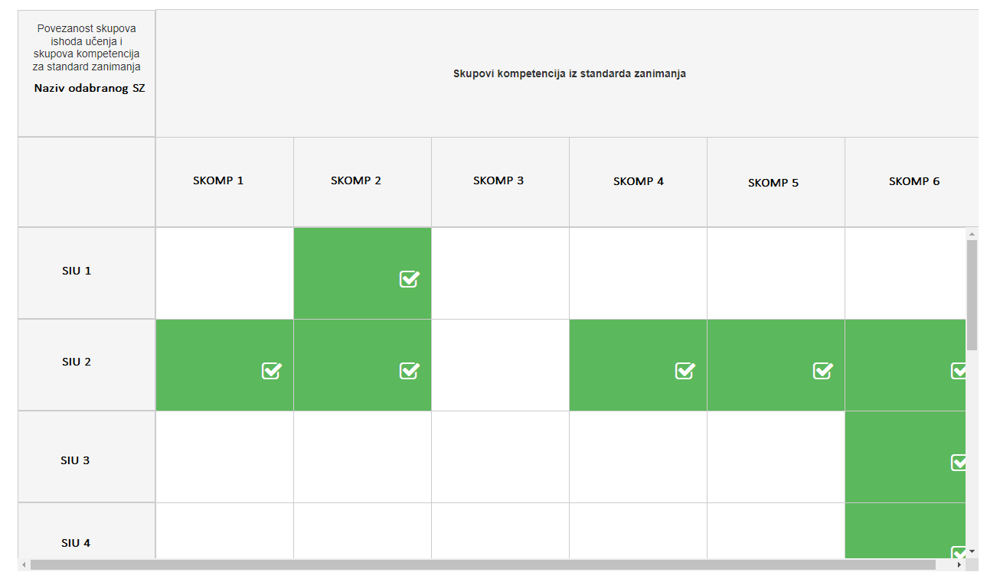 Povezanost skupova
ishoda učenja i
skupova kompetencija
za standard zanimanja
Naziv odabranog SZ
Skupovi kompetencija iz standarda zanimanja
SKOMP 1
SKOMP 2
SKOMP 3
SKOMP 4
SKOMP 5
SKOMP 6
SIU 1
SIU 2
SIU 3
SIU 4